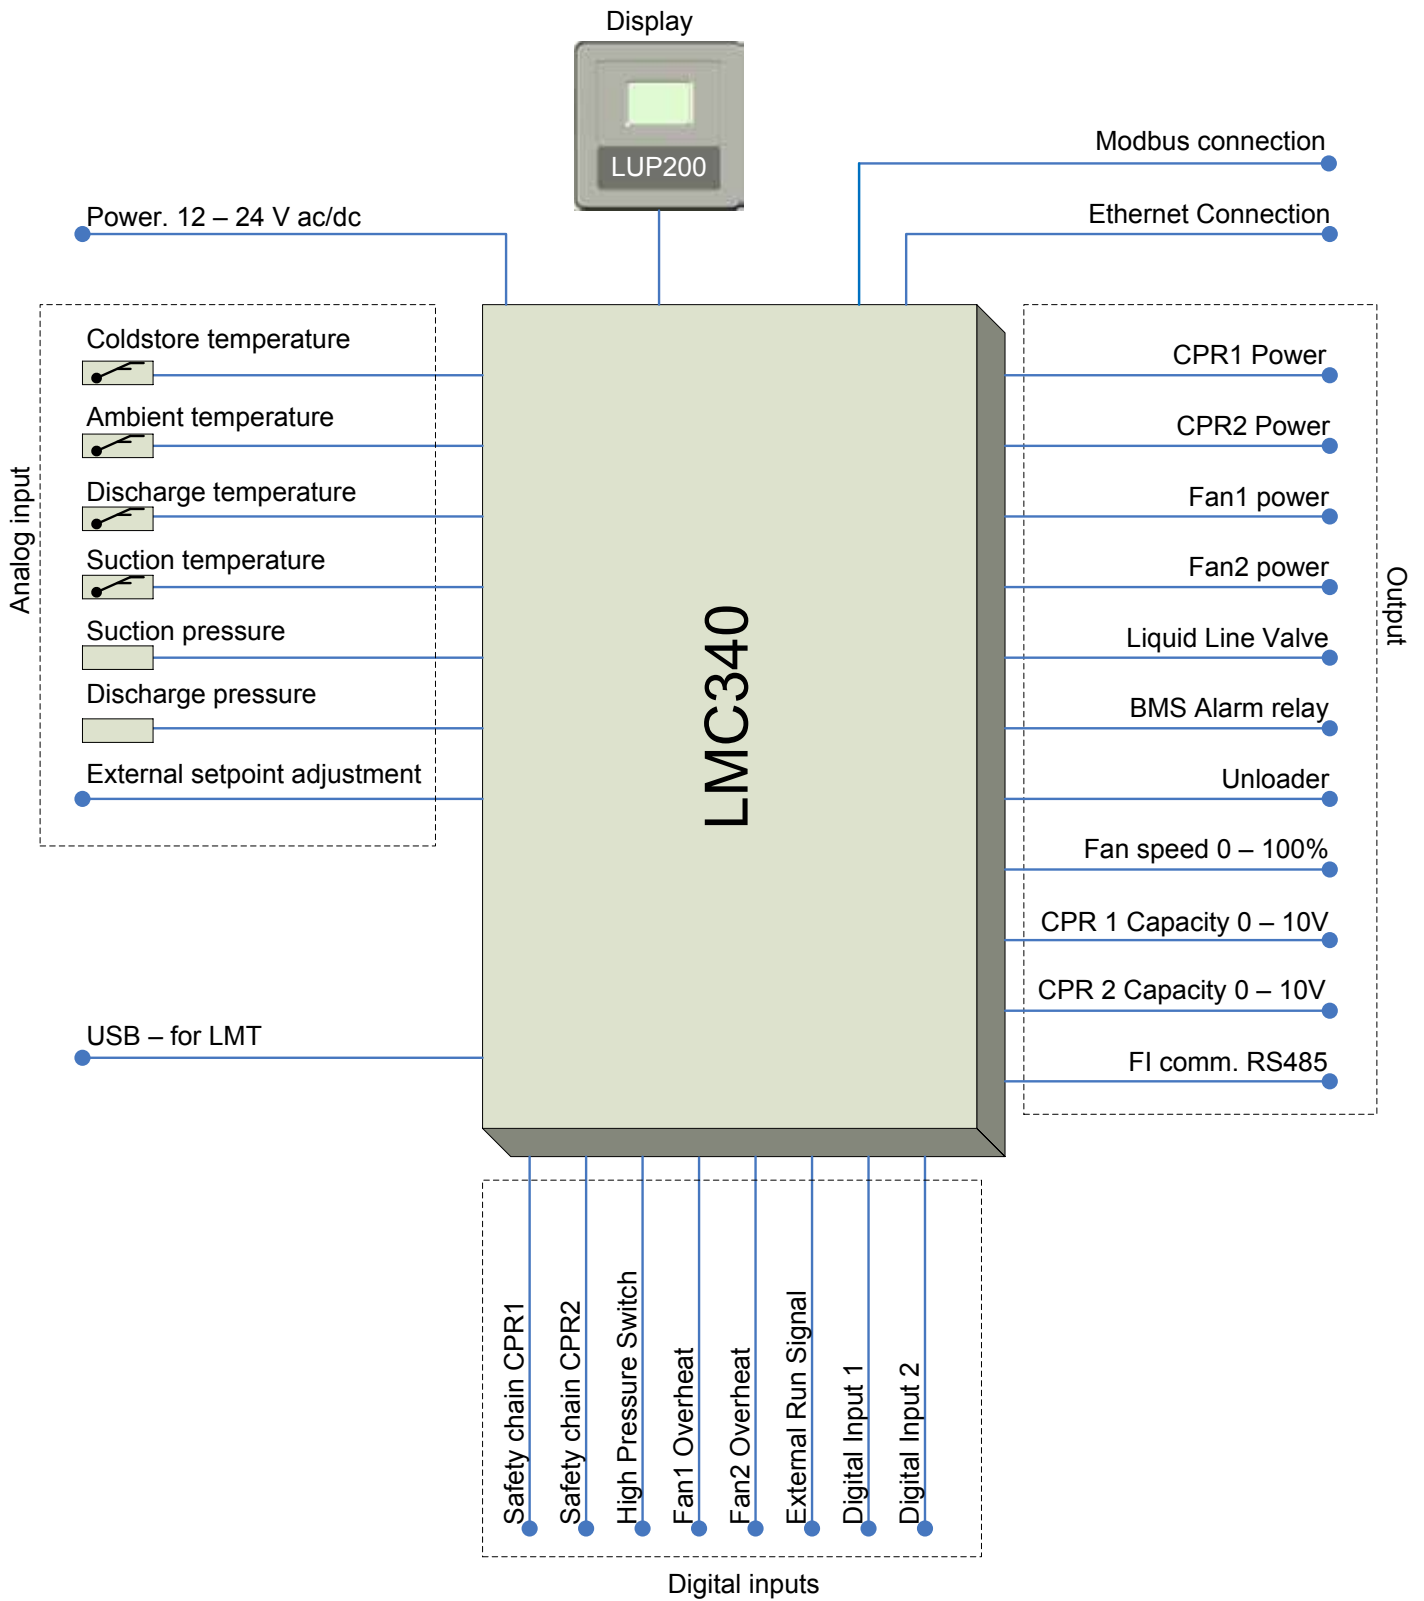 Display
LUP200
Modbus connection
Ethernet Connection
Power. 12 – 24 V ac/dc
Analog input
Coldstore temperature
Ambient temperature
Discharge temperature
Suction temperature
Suction pressure
Discharge pressure
External setpoint adjustment
USB – for LMT
LMC340
CPR1 Power
CPR2 Power
Fan1 power
Fan2 power
Liquid Line Valve
BMS Alarm relay
Unloader
Fan speed 0 – 100%
CPR 1 Capacity 0 – 10V
CPR 2 Capacity 0 – 10V
FI comm. RS485
Output
Safety chain CPR1
Safety chain CPR2
High Pressure Switch
Fan1 Overheat
Fan2 Overheat
External Run Signal
Digital Input 1
Digital Input 2
Digital inputs